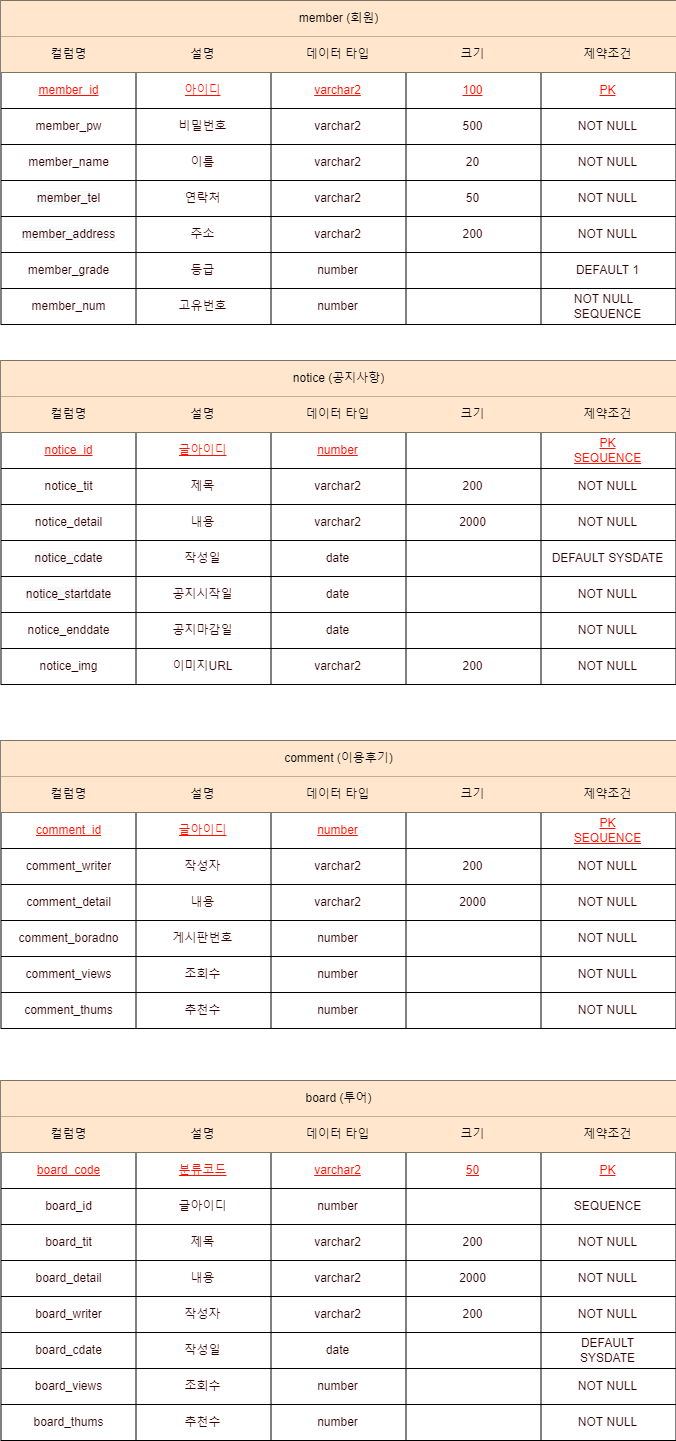 member (회원)
컬럼명 설명 데이터 타입 크기 제약조건
member_id 아이디 varchar2 100 PK
member_pw 비밀번호 varchar2 500 NOT NULL
member_name 이름 varchar2 20 NOT NULL
member_tel 연락처 varchar2 50 NOT NULL
member_address 주소 varchar2 200 NOT NULL
member_grade 등급 number DEFAULT 1
member_num 고유번호 number NOT NULL
SEQUENCE
notice (공지사항)
컬럼명 설명 데이터 타입 크기 제약조건
notice_id 글아이디 number PK
SEQUENCE
notice_tit 제목 varchar2 200 NOT NULL
notice_detail 내용 varchar2 2000 NOT NULL
notice_cdate 작성일 date DEFAULT SYSDATE
notice_startdate 공지시작일 date NOT NULL
notice_enddate 공지마감일 date NOT NULL
notice_img 이미지URL varchar2 200 NOT NULL
comment (이용후기)
컬럼명 설명 데이터 타입 크기 제약조건
comment_id 글아이디 number PK
SEQUENCE
comment_writer 작성자 varchar2 200 NOT NULL
comment_detail 내용 varchar2 2000 NOT NULL
comment_boradno 게시판번호 number NOT NULL
comment_views 조회수 number NOT NULL
comment_thums 추천수 number NOT NULL
board (투어)
컬럼명 설명 데이터 타입 크기 제약조건
board_code 분류코드 varchar2 50 PK
board_id 글아이디 number SEQUENCE
board_tit 제목 varchar2 200 NOT NULL
board_detail 내용 varchar2 2000 NOT NULL
board_writer 작성자 varchar2 200 NOT NULL
board_cdate 작성일 date DEFAULT
SYSDATE
board_views 조회수 number NOT NULL
board_thums 추천수 number NOT NULL